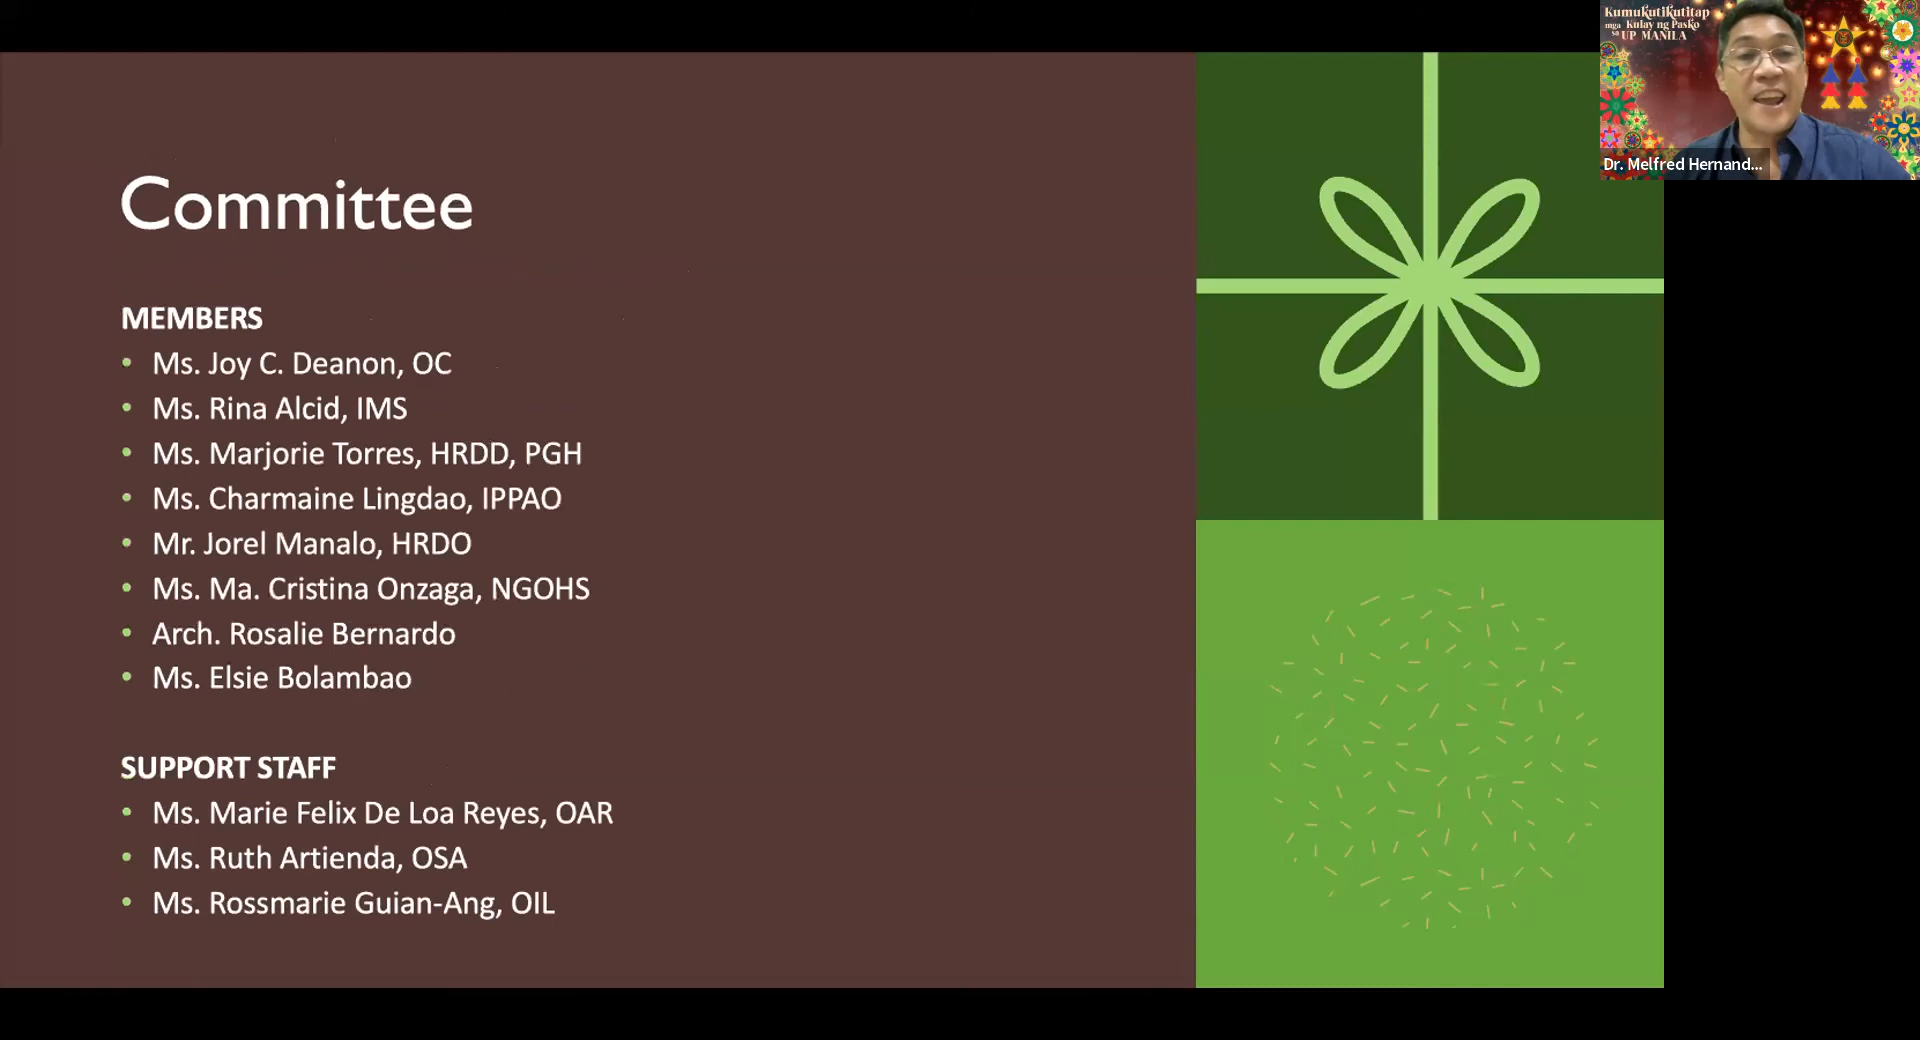 Committee
MEMBERS
• Ms. Joy C. Deanon, OC
• Ms. Rina Alcid, IMS
• Ms. Marjorie Torres, HRDD, PGH
• Ms. Charmaine Lingdao, IPPAO
• Mr. Jorel Manalo, HRDO
• Ms. Ma. Cristina Onzaga, NGOHS
• Arch. Rosalie Bernardo
• Ms. Elsie Bolambao
SUPPORT STAFF
• Ms. Marie Felix De Loa Reyes, OAR
• Ms. Ruth Artienda, OSA
• Ms. Rossmarie Guian-Ang, OIL
Kumukutikutitap
mga Kulay ng Pasko
sa UP MANILA
Dr. Melfred Hernand...